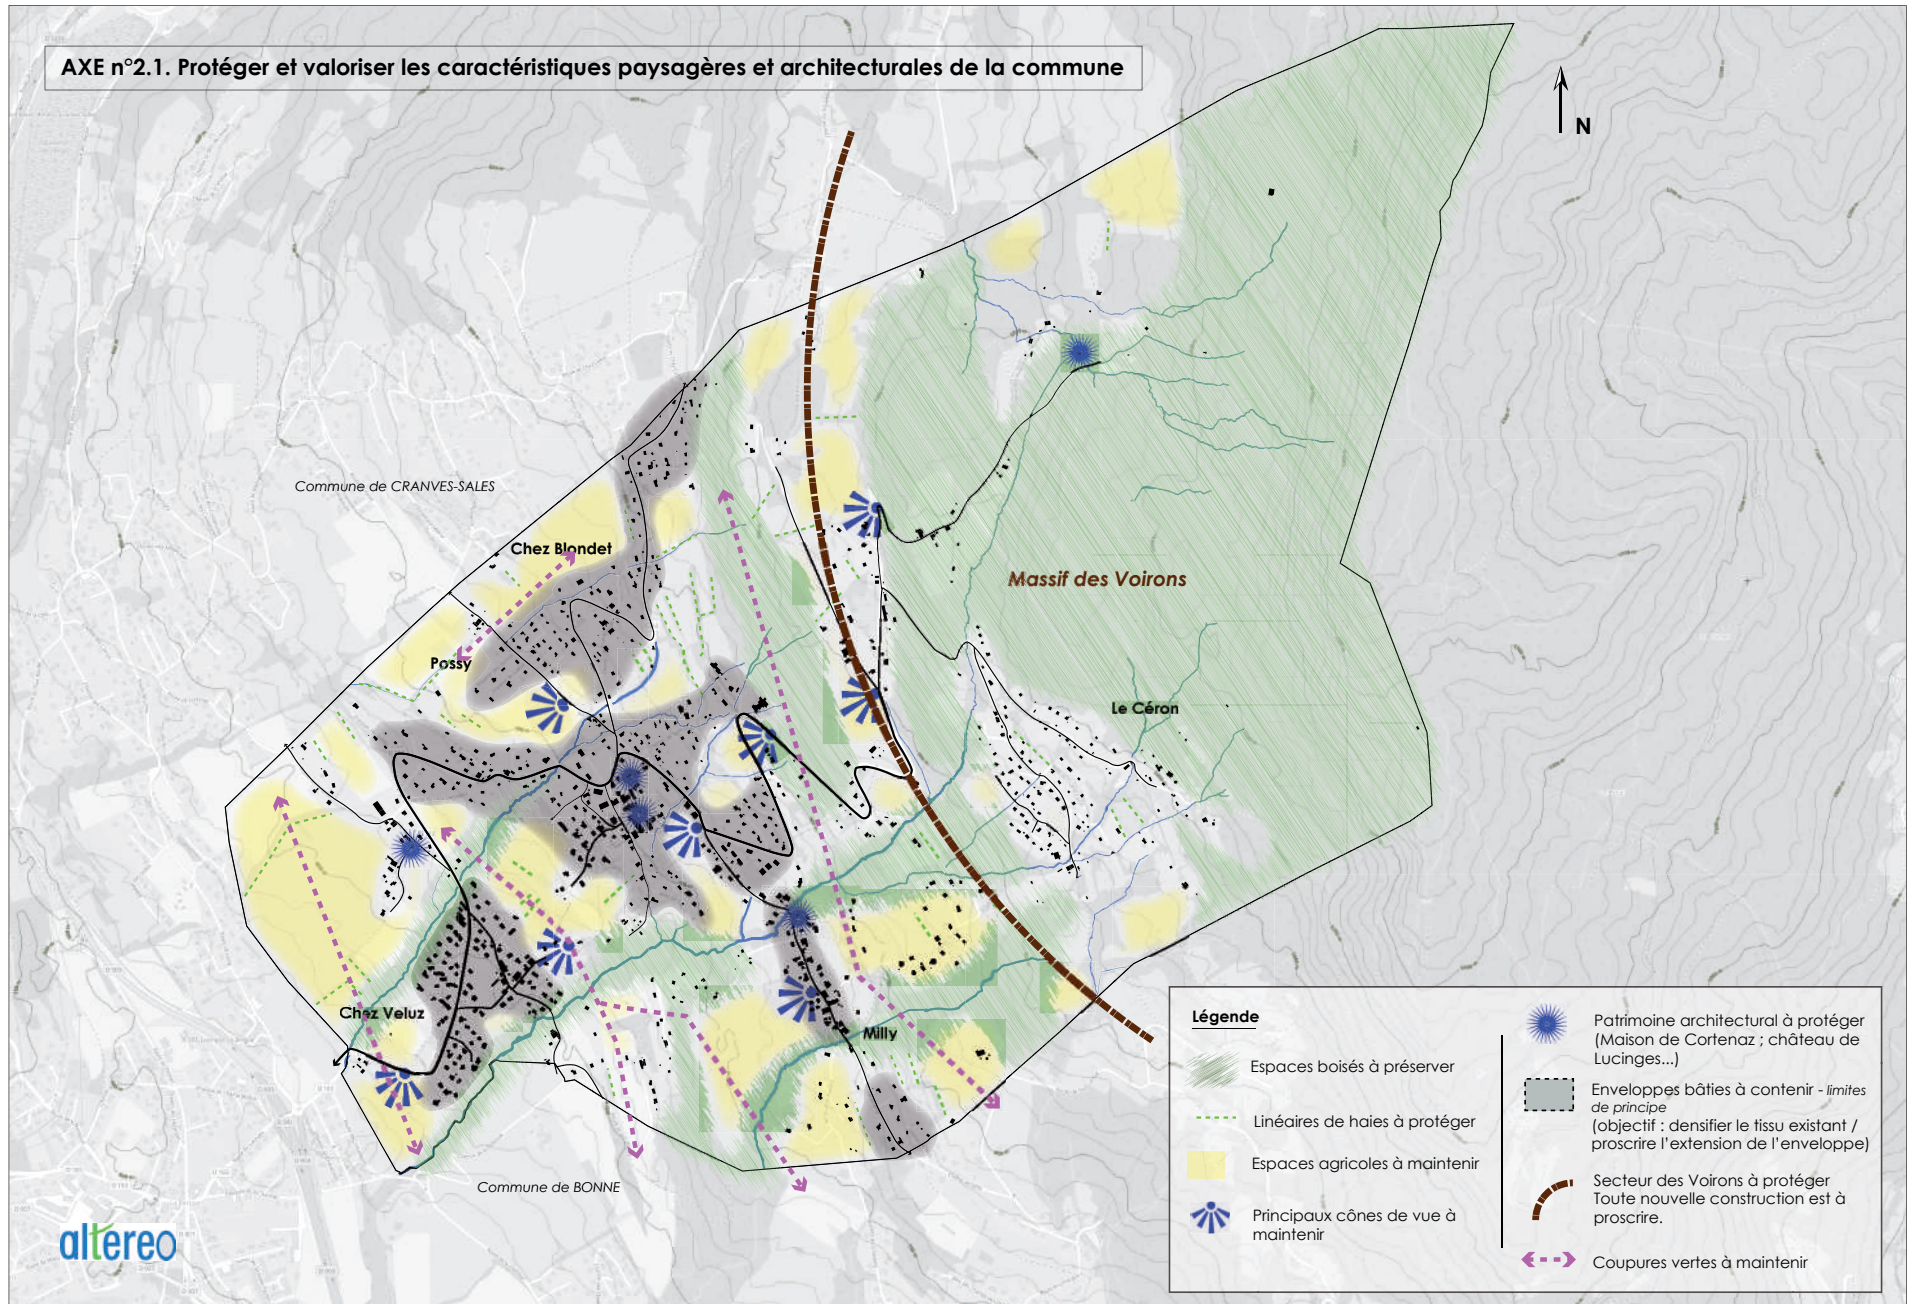 AXE n°2.1. Protéger et valoriser les caractéristiques paysagères et architecturales de la commune
N
Commune de CRANVES-SALES
Chez Blondet
Massif des Voirons
Possy
Le Céron
Chez Veluz
Milly
Commune de BONNE
altereo
Légende
Espaces boisés à préserver
Linéaires de haies à protéger
Espaces agricoles à maintenir
Principaux cônes de vue à
maintenir
Patrimoine architectural à protéger
(Maison de Cortenaz ; château de
Lucinges...)
Enveloppes bâties à contenir - limites
de principe
(objectif : densifier le tissu existant /
proscrire l'extension de l'enveloppe)
Secteur des Voirons à protéger
Toute nouvelle construction est à
proscrire.
Coupures vertes à maintenir